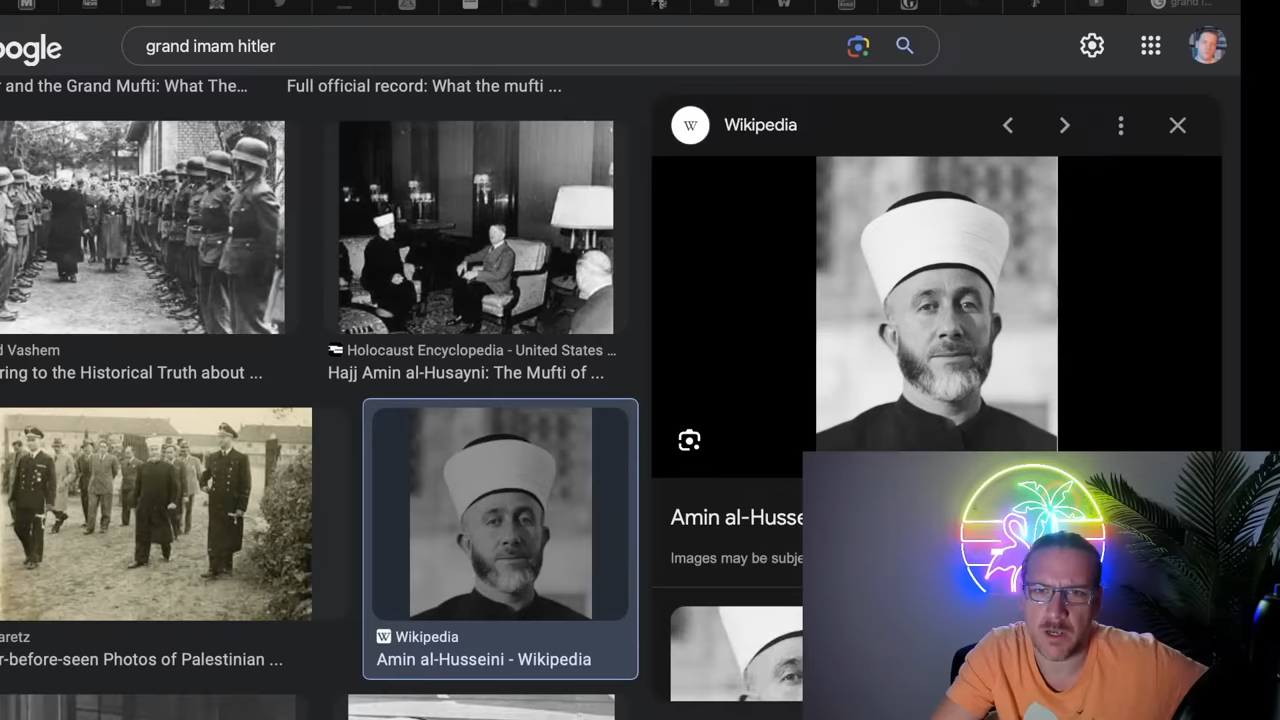 grand i...
oogle
grand imam hitler
r and the Grand Mufti: What The...
Full official record: What the mufti ...
W
Wikipedia
d Vashem
ring to the Historical Truth about ...
Holocaust Encyclopedia - United States ...
Hajj Amin al-Husayni: The Mufti of ...
Amin al-Husse
Images may be subje
aretz
r-before-seen Photos of Palestinian ...
W Wikipedia
Amin al-Husseini - Wikipedia